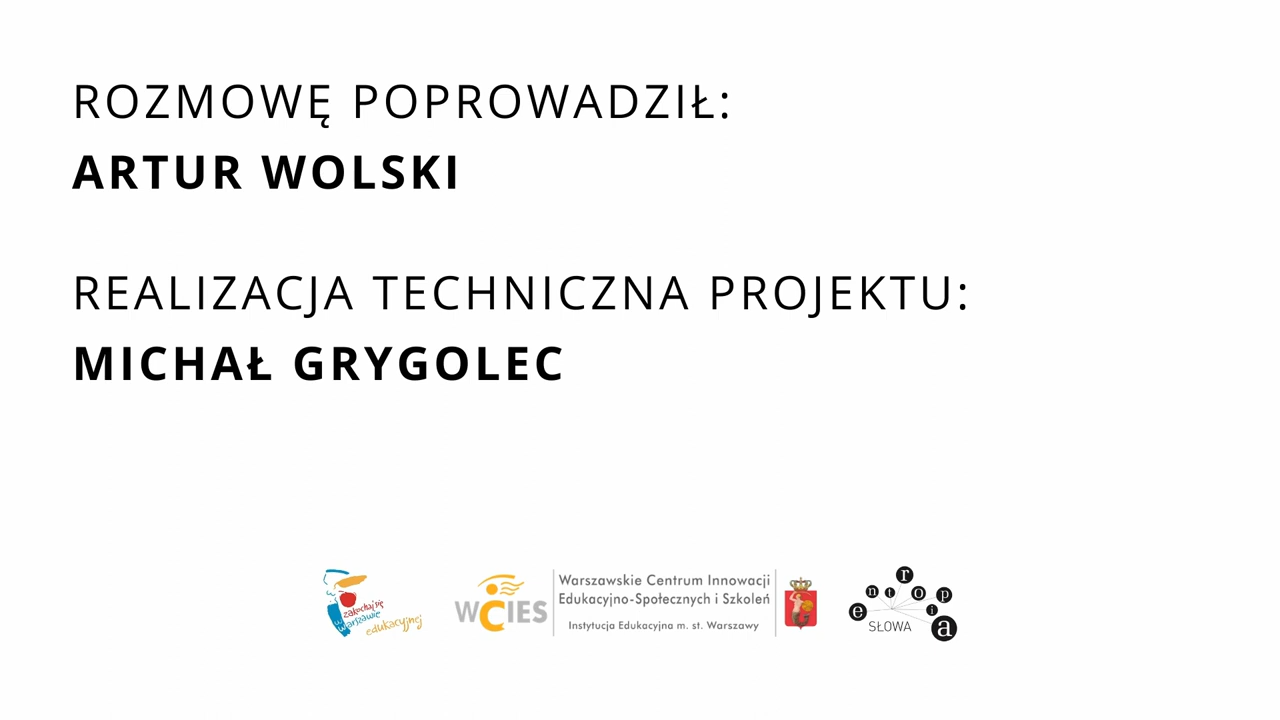 ROZMOWĘ POPROWADZIŁ:
ARTUR WOLSKI
REALIZACJA TECHNICZNA PROJEKTU:
MICHAŁ GRYGOLEC
zakochaj się
w warszawie
edukacyjnej
WCIES
Warszawskie Centrum Innowacji
Edukacyjno-Społecznych i Szkoleń
Instytucja Edukacyjna m. st. Warszawy
entropia
SŁOWA